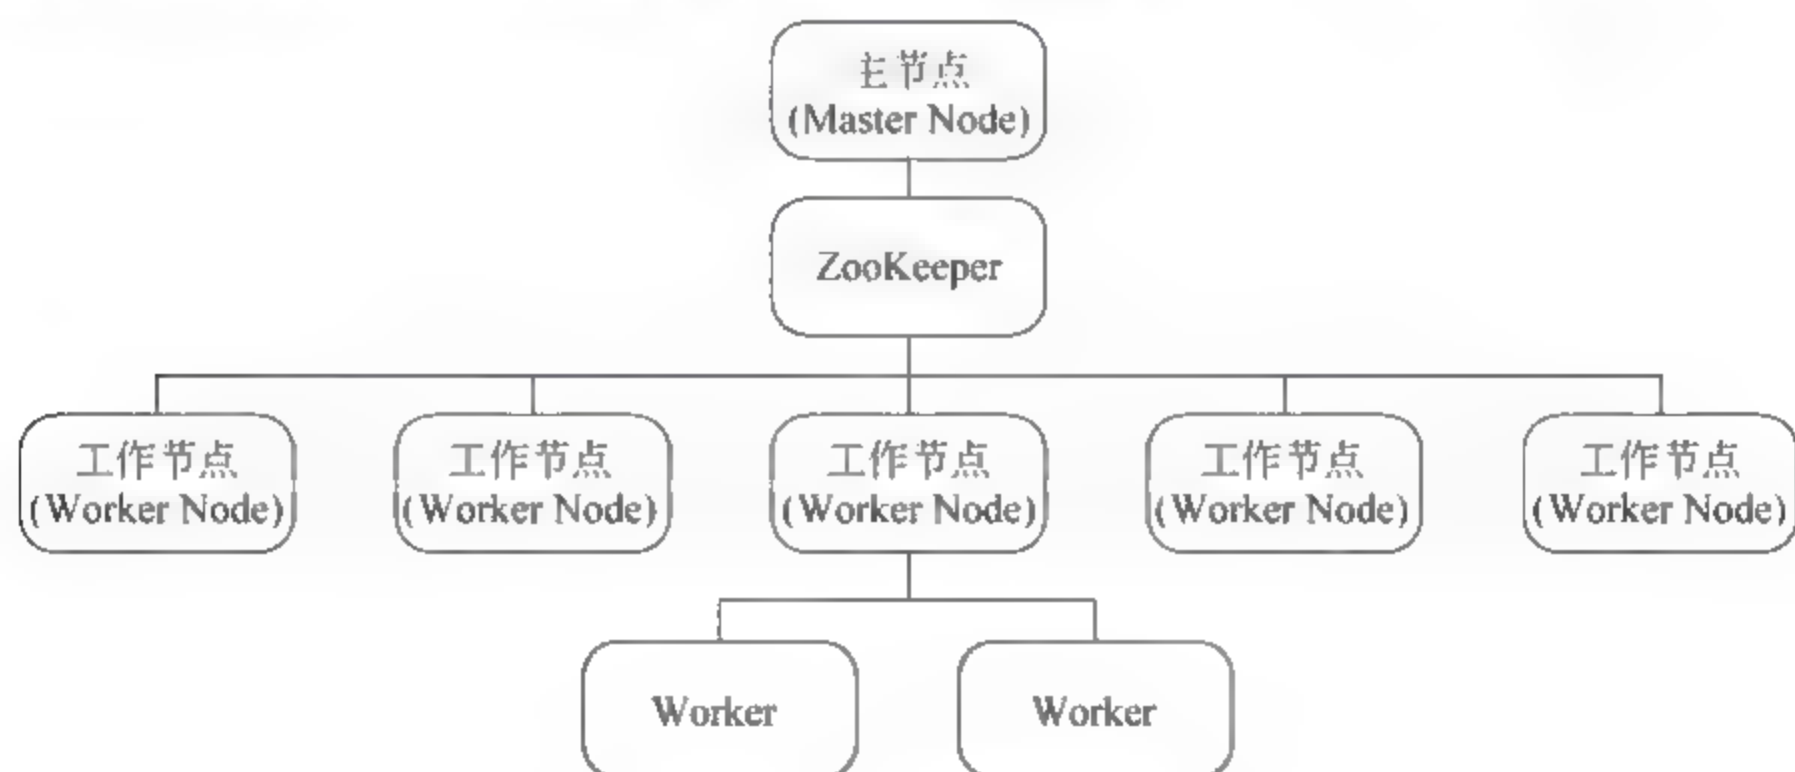 主节点
(Master Node)
ZooKeeper
工作节点
(Worker Node)
工作节点
(Worker Node)
工作节点
(Worker Node)
工作节点
(Worker Node)
工作节点
(Worker Node)
Worker
Worker